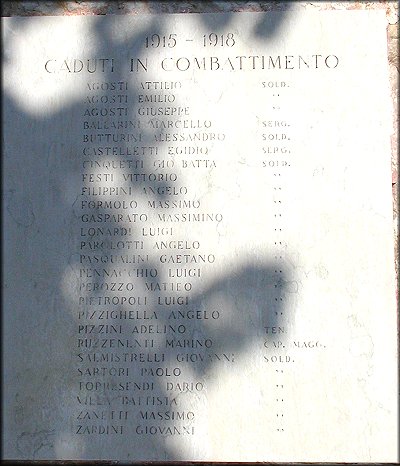 1915 - 1918
CADUTI IN COMBATTIMENTO
AGOSTI ATTILIO SOLD.
AGOSTI EMILIO "
AGOSTI GIUSEPPE "
BALLARINI MARCELLO SERG.
BUTTURINI ALESSANDRO SOLD.
CASTELLETTI EGIDIO SERG.
CINQUETTI GIO BATTA SOLD.
FESTI VITTORIO "
FILIPPINI ANGELO "
FORMOLO MASSIMO "
GASPARATO MASSIMINO "
LONARDI LUIGI "
PAROLOTTI ANGELO "
PASQUALINI GAETANO "
PENNACCHIO LUIGI "
PEROZZO MATTEO "
PIETROPOLI LUIGI "
PIZZIGHELLA ANGELO "
PIZZINI ADELINO TEN.
RUZZENENTI MARINO CAP. MAGG.
SALMISTRELLI GIOVANNI SOLD.
SARTORI PAOLO "
TOPRESENDI DARIO "
VILLA BATTISTA "
ZANETTI MASSIMO "
ZARDINI GIOVANNI "